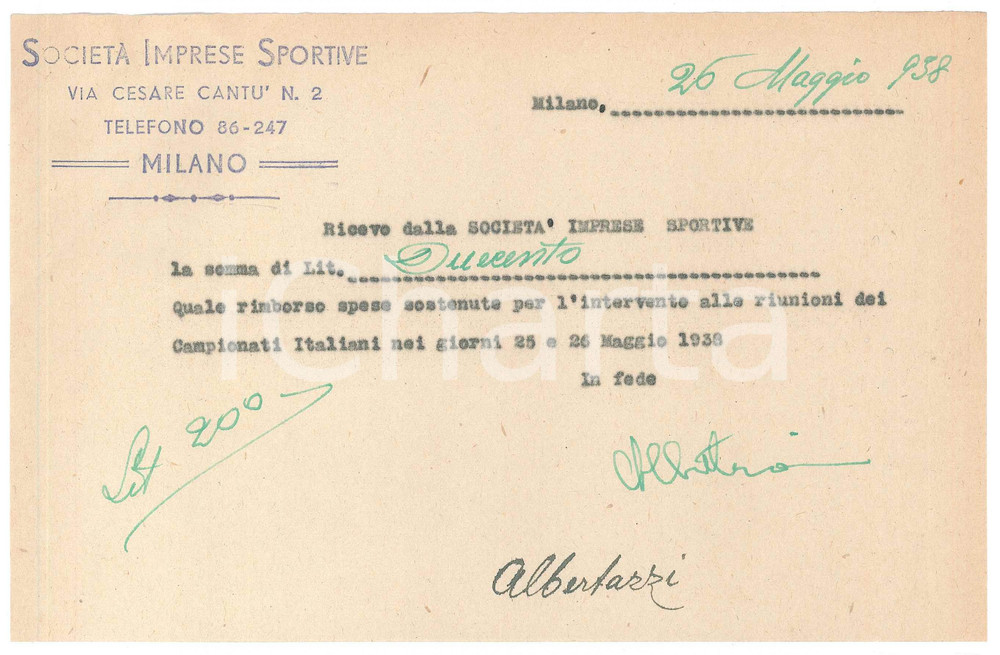 SOCIETÀ IMPRESE SPORTIVE
VIA CESARE CANTU' N. 2
TELEFONO 86-247
MILANO
Milano, 26 Maggio 938
Ricevo dalla SOCIETA' IMPRESE SPORTIVE
la somma di Lit. Duecento
Quale rimborso spese sostenute per l'intervento alle riunioni dei
Campionati Italiani nei giorni 25 e 26 Maggio 1938
In fede
Lit 200 —
Albertazzi
iCharta